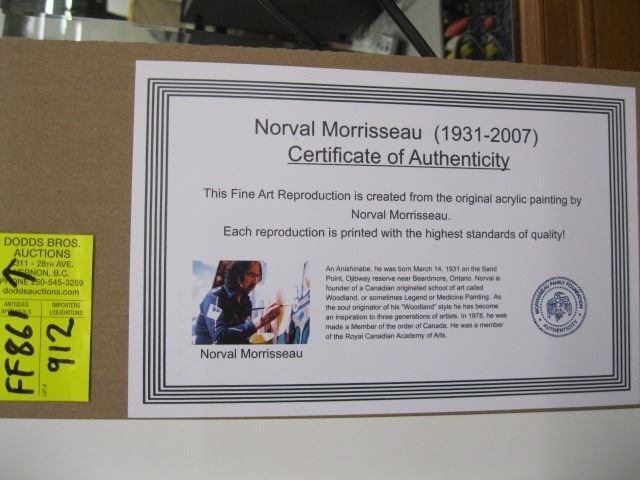 Norval Morrisseau (1931-2007)
Certificate of Authenticity
This Fine Art Reproduction is created from the original acrylic painting by
Norval Morrisseau.
Each reproduction is printed with the highest standards of quality!
An Anishinabe, he was born March 14, 1931 on the Sand
Point, Ojibway reserve near Beardmore, Ontario. Norval is
founder of a Canadian originated school of art called
Woodland, or sometimes Legend or Medicine Painting. As
the soul originator of his "Woodland" style he has become
an inspiration to three generations of artists. In 1978, he was
made a Member of the order of Canada. He was a member
of the Royal Canadian Academy of Arts.
Norval Morrisseau
MORRISSEAU FAMILY FOUNDATION
AUTHENTICITY
DODDS BROS.
AUCTIONS
311 - 28TH AVE.
VERNON, B.C.
PHONE 250-545-3259
doddsauctions.com
ANTIQUES
IMPORTERS
LIQUIDATIONS
FF86
LOT #
912